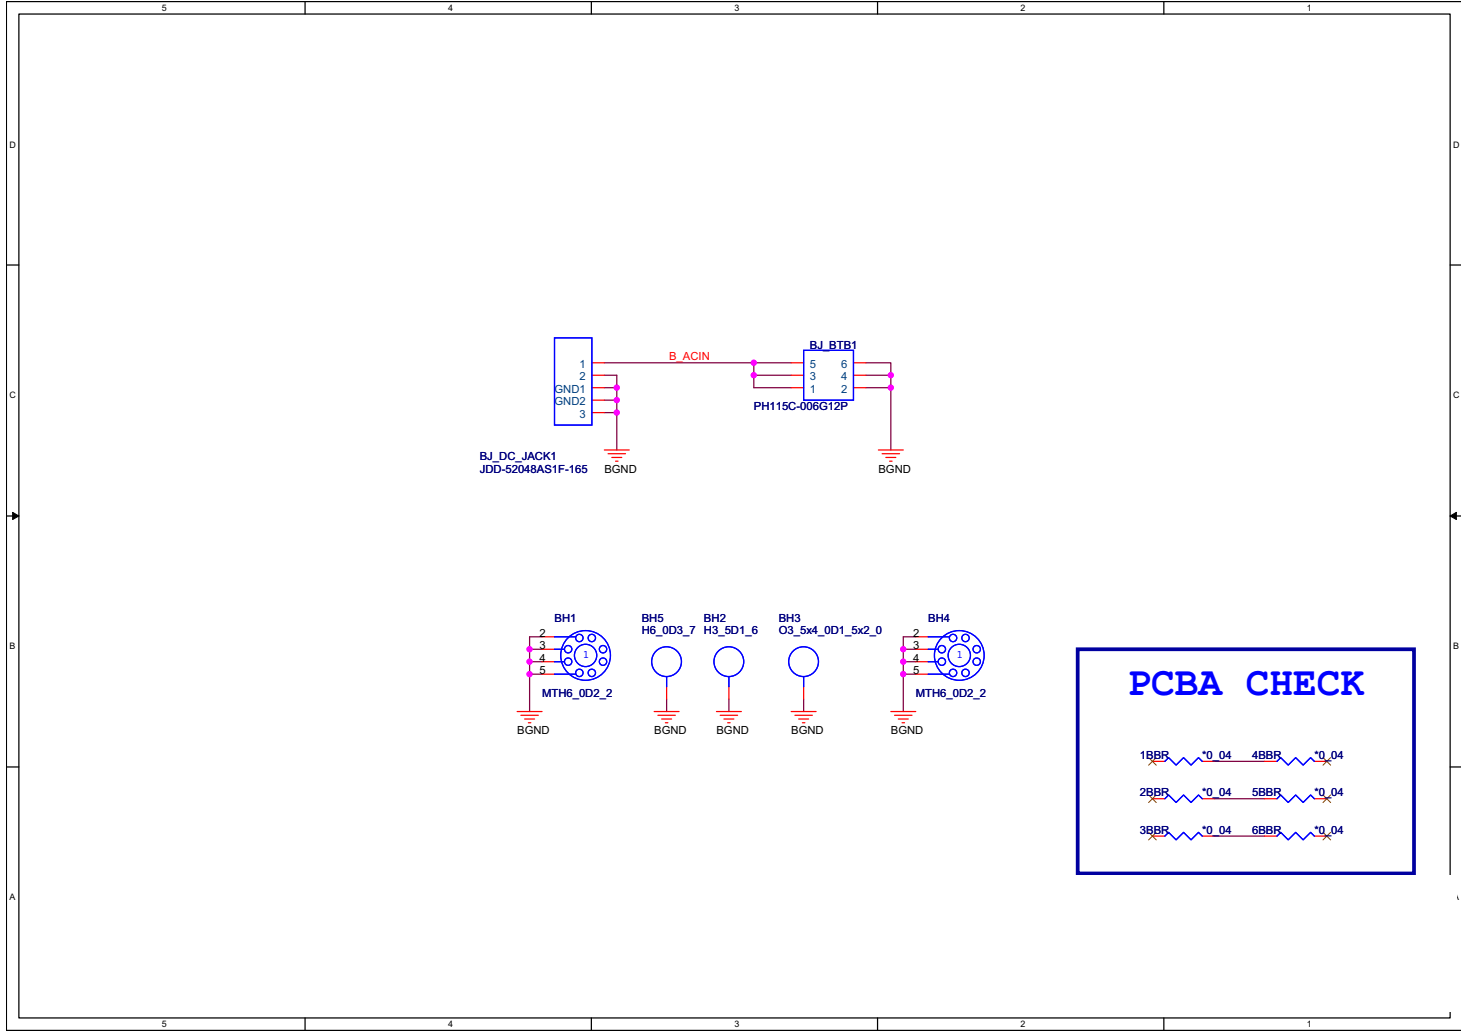 5 4 3 2 1
D D
BJ_BTB1
B_ACIN
1 5 6
2 3 4
GND1 1 2
GND2
3
PH115C-006G12P
C C
BJ_DC_JACK1
JDD-52048AS1F-165
BGND BGND
BH1 BH5 BH2 BH3 BH4
H6_0D3_7 H3_5D1_6 O3_5x4_0D1_5x2_0
2 2
3 3
4 1 4 1
5 5
B B
MTH6_0D2_2 MTH6_0D2_2
BGND BGND BGND BGND BGND
PCBA CHECK
1BBR *0_04 4BBR *0_04
2BBR *0_04 5BBR *0_04
3BBR *0_04 6BBR *0_04
A
5 4 3 2 1